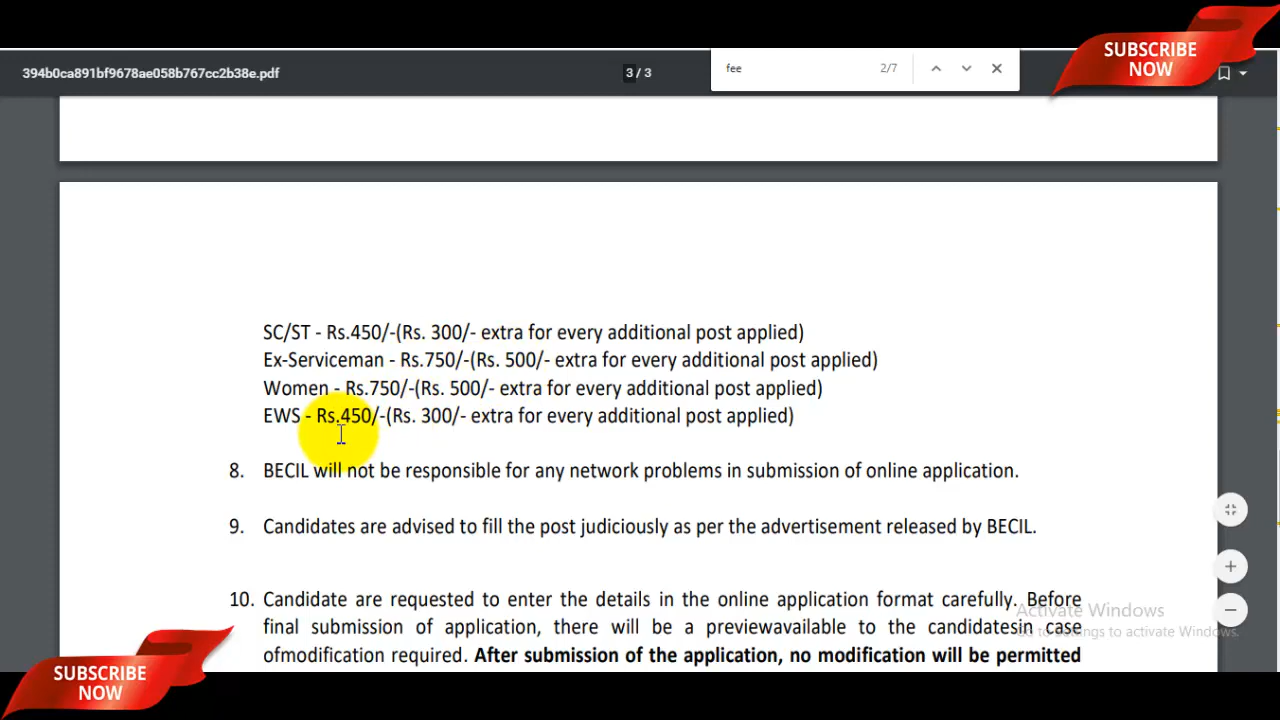 SUBSCRIBE
NOW
394b0ca891bf9678ae058b767cc2b38e.pdf
3 / 3
fee
2/7
SC/ST - Rs.450/-(Rs. 300/- extra for every additional post applied)
Ex-Serviceman - Rs.750/-(Rs. 500/- extra for every additional post applied)
Women - Rs.750/-(Rs. 500/- extra for every additional post applied)
EWS - Rs.450/-(Rs. 300/- extra for every additional post applied)
8. BECIL will not be responsible for any network problems in submission of online application.
9. Candidates are advised to fill the post judiciously as per the advertisement released by BECIL.
10. Candidate are requested to enter the details in the online application format carefully. Before
final submission of application, there will be a previewavailable to the candidatesin case
ofmodification required. After submission of the application, no modification will be permitted
Activate Windows
Go to Settings to activate Windows.
SUBSCRIBE
NOW